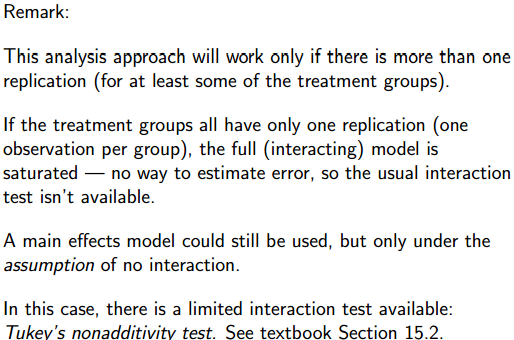 Remark:
This analysis approach will work only if there is more than one
replication (for at least some of the treatment groups).
If the treatment groups all have only one replication (one
observation per group), the full (interacting) model is
saturated — no way to estimate error, so the usual interaction
test isn't available.
A main effects model could still be used, but only under the
assumption of no interaction.
In this case, there is a limited interaction test available:
Tukey's nonadditivity test. See textbook Section 15.2.